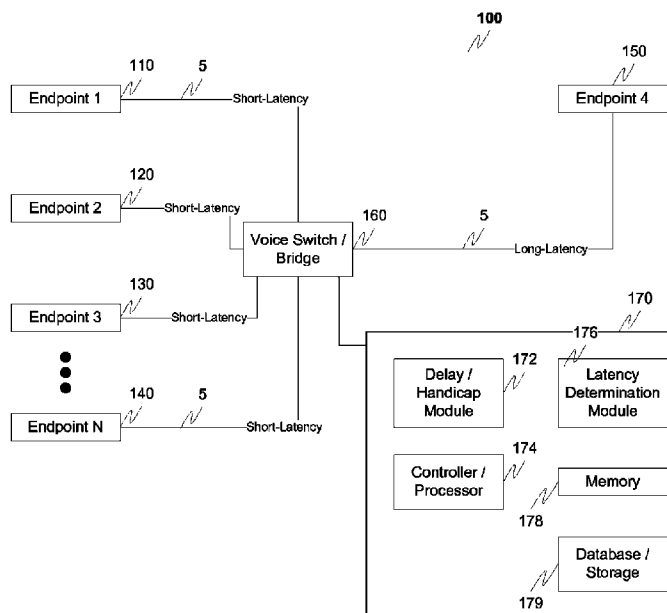 100
110
5
150
Endpoint 1
Short-Latency
Endpoint 4
120
Endpoint 2
Short-Latency
160
5
Voice Switch /
Bridge
Long-Latency
130
Endpoint 3
Short-Latency
170
176
172
Delay /
Handicap
Module
Latency
Determination
Module
140
5
Endpoint N
Short-Latency
174
Controller /
Processor
Memory
178
Database /
Storage
179